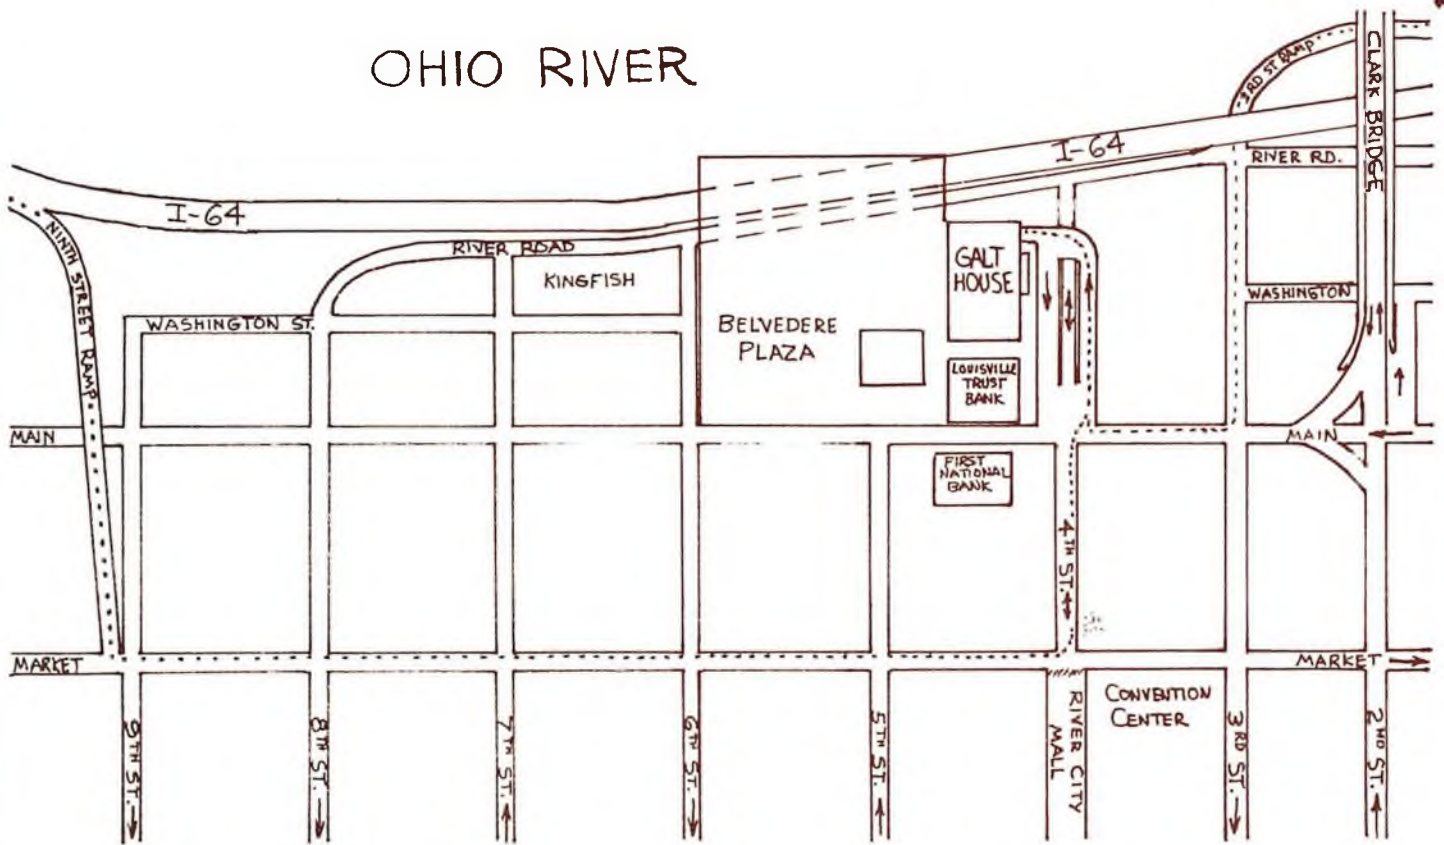 OHIO RIVER
CLARK BRIDGE
3RD ST RAMP
I-64
RIVER RD.
I-64
NINTH STREET RAMP
RIVER ROAD
KINGFISH
GALT
HOUSE
WASHINGTON
WASHINGTON ST.
BELVEDERE
PLAZA
LOUISVILLE
TRUST
BANK
MAIN
MAIN
FIRST
NATIONAL
BANK
4TH ST.
MARKET
MARKET
9TH ST.
8TH ST.
7TH ST.
6TH ST.
5TH ST.
RIVER CITY
MALL
CONVENTION
CENTER
3RD ST.
2ND ST.